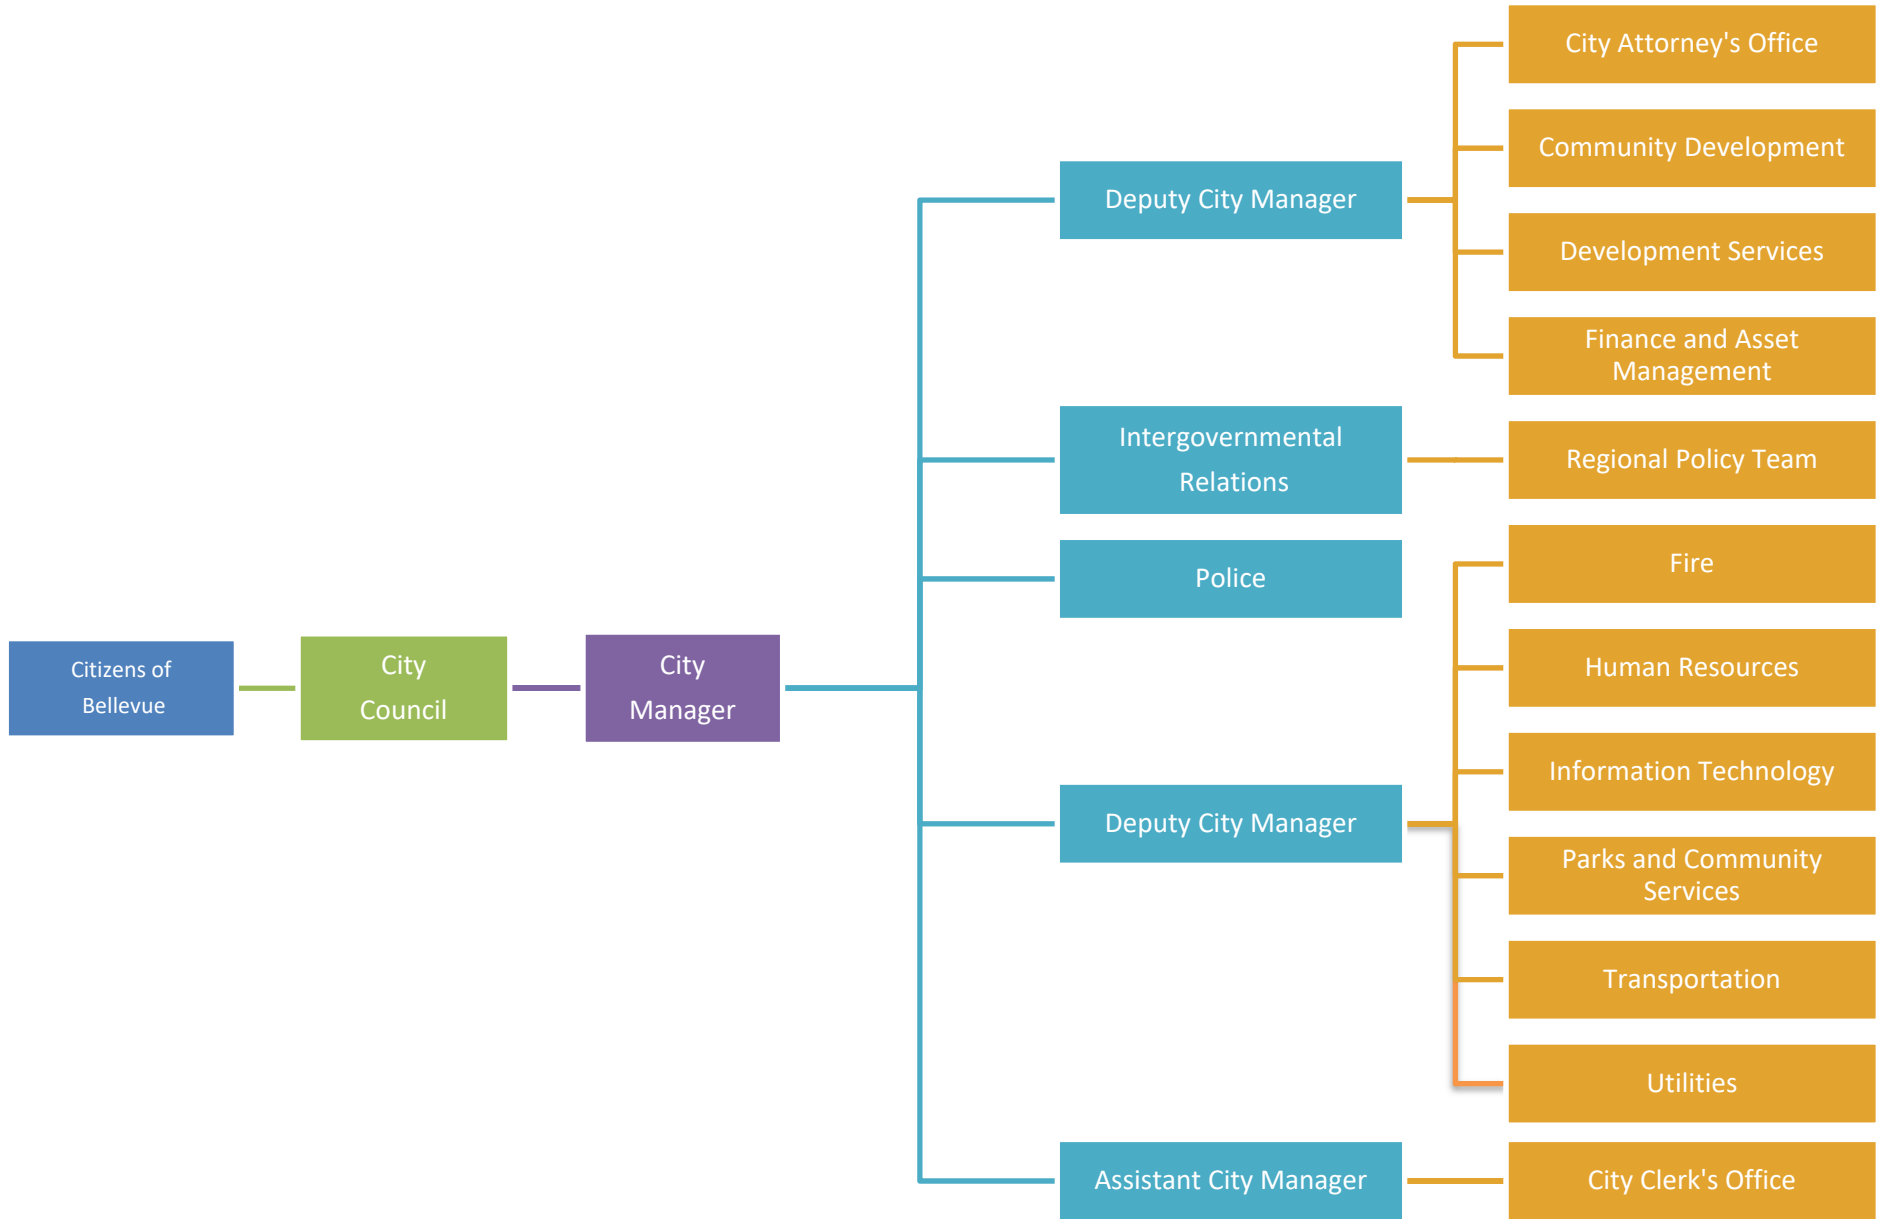 City Attorney's Office
Community Development
Deputy City Manager
Development Services
Finance and Asset
Management
Intergovernmental
Relations
Regional Policy Team
Police
Fire
Citizens of
Bellevue
City
Council
City
Manager
Human Resources
Information Technology
Deputy City Manager
Parks and Community
Services
Transportation
Utilities
Assistant City Manager
City Clerk's Office